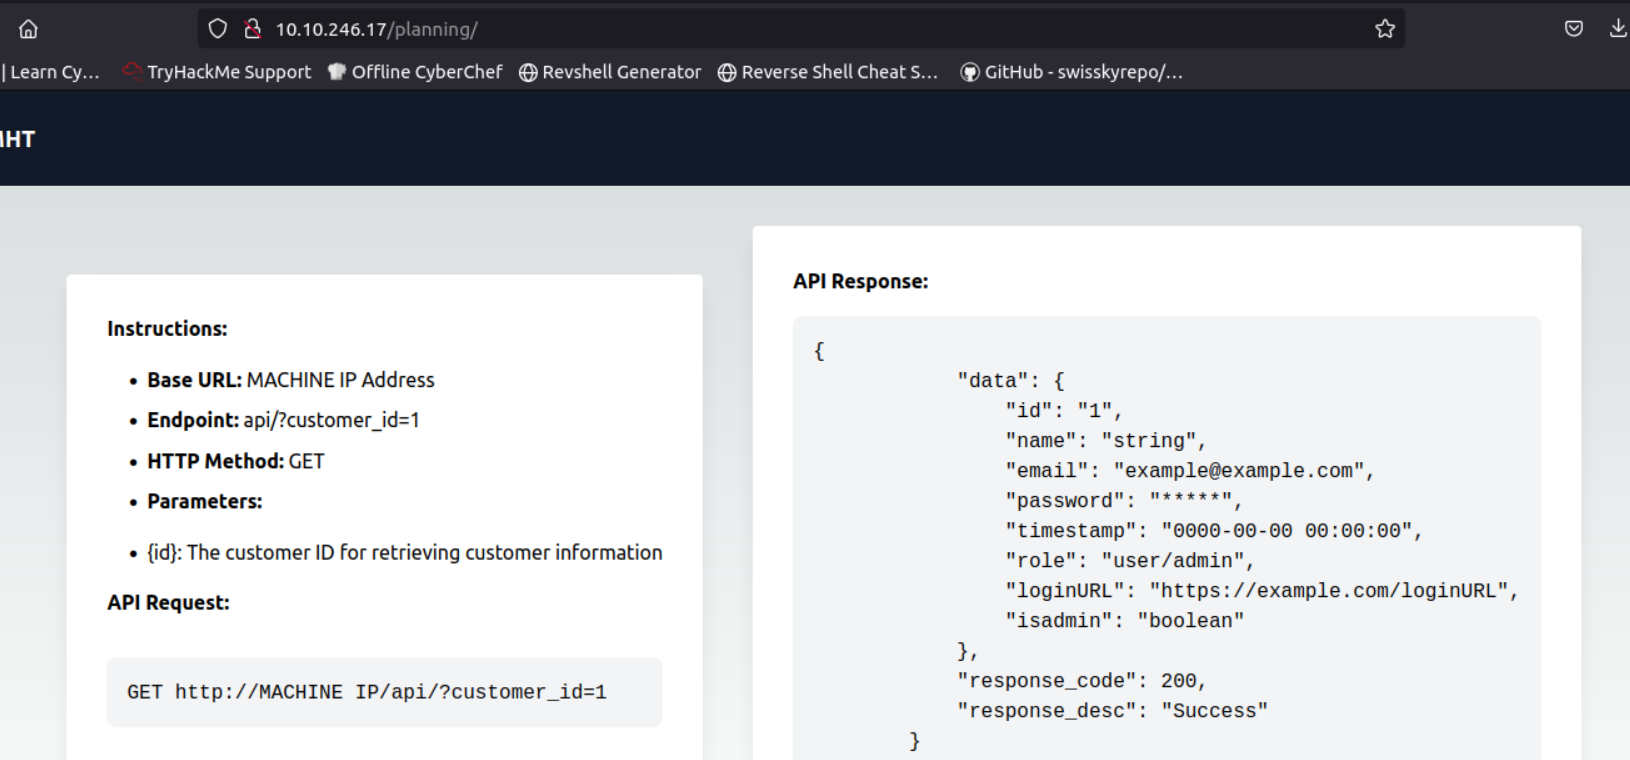 10.10.246.17/planning/
| Learn Cy... TryHackMe Support Offline CyberChef Revshell Generator Reverse Shell Cheat S... GitHub - swisskyrepo/...
MHT
Instructions:
• Base URL: MACHINE IP Address
• Endpoint: api/?customer_id=1
• HTTP Method: GET
• Parameters:
• {id}: The customer ID for retrieving customer information
API Request:
GET http://MACHINE IP/api/?customer_id=1
API Response:
{
"data": {
"id": "1",
"name": "string",
"email": "example@example.com",
"password": "*****",
"timestamp": "0000-00-00 00:00:00",
"role": "user/admin",
"loginURL": "https://example.com/loginURL",
"isadmin": "boolean"
},
"response_code": 200,
"response_desc": "Success"
}